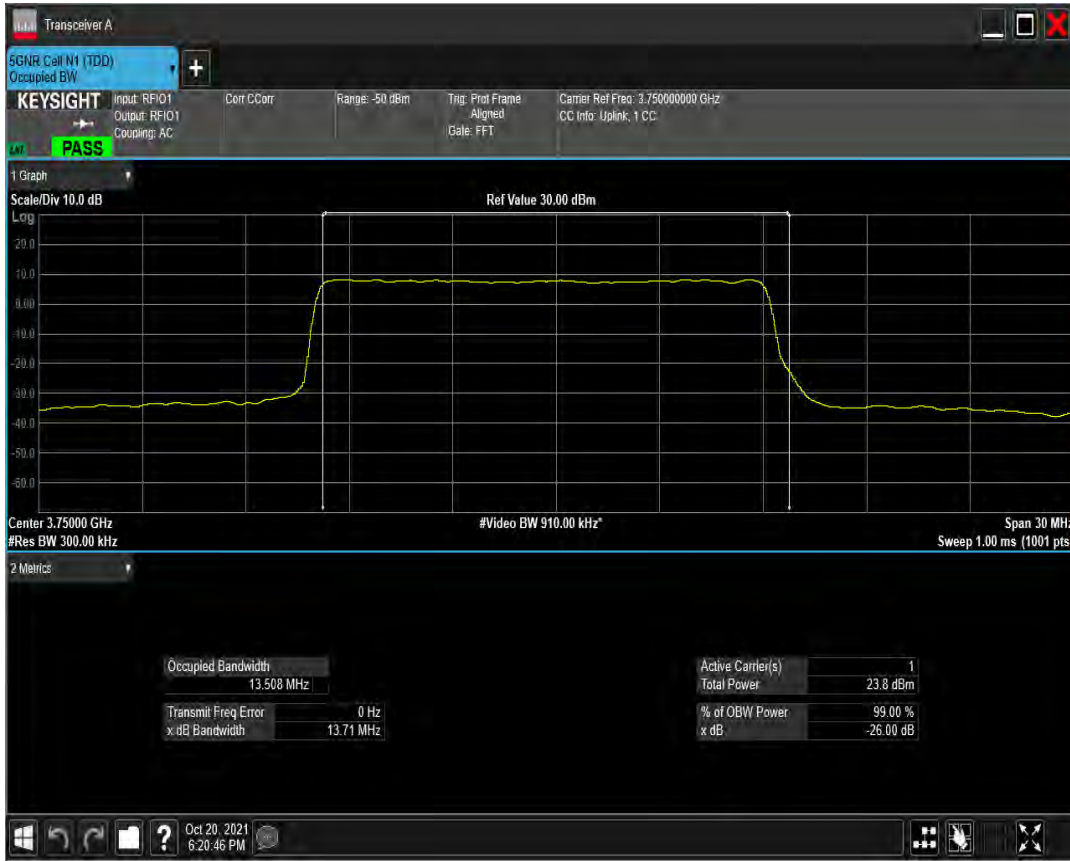 Transceiver A
5GNR Cell N1 (TDD)
Occupied BW
+
KEYSIGHT
Input: RFIO1
Output: RFIO1
Coupling: AC
Corr CCorr
Range: -50 dBm
Trig: Prot Frame
Aligned
Gate: FFT
Carrier Ref Freq: 3.750000000 GHz
CC Info: Uplink, 1 CC
PASS
1 Graph
Scale/Div 10.0 dB
Ref Value 30.00 dBm
Log
20.0
10.0
0.00
-10.0
-20.0
-30.0
-40.0
-50.0
-60.0
Center 3.75000 GHz
#Video BW 910.00 kHz*
Span 30 MHz
#Res BW 300.00 kHz
Sweep 1.00 ms (1001 pts
2 Metrics
Occupied Bandwidth
13.508 MHz
Transmit Freq Error 0 Hz
x dB Bandwidth 13.71 MHz
Active Carrier(s) 1
Total Power 23.8 dBm
% of OBW Power 99.00 %
x dB -26.00 dB
?
Oct 20, 2021
6:20:46 PM